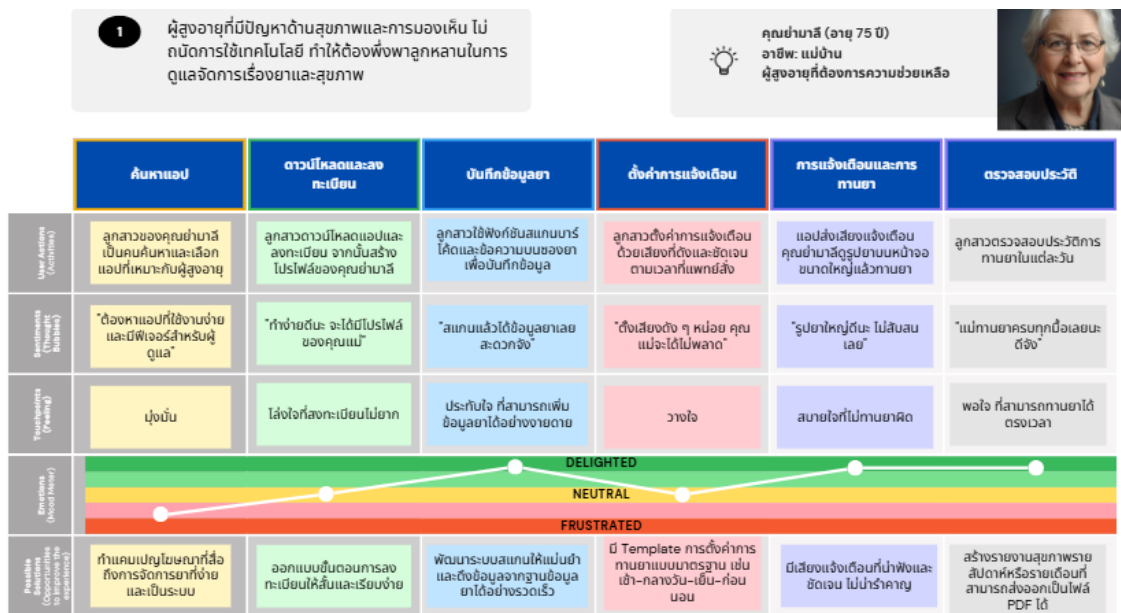 1
ผู้สูงอายุที่มีปัญหาด้านสุขภาพและการมองเห็น ไม่
ถนัดการใช้เทคโนโลยี ทำให้ต้องพึ่งพาลูกหลานในการ
ดูแลจัดการเรื่องยาและสุขภาพ
คุณย่ามาลี (อายุ 75 ปี)
อาชีพ: แม่บ้าน
ผู้สูงอายุที่ต้องการความช่วยเหลือ
ค้นหาแอป
ดาวน์โหลดและลง
ทะเบียน
บันทึกข้อมูลยา
ตั้งค่าการแจ้งเตือน
การแจ้งเตือนและการ
ทานยา
ตรวจสอบประวัติ
User Actions
(Activities)
ลูกสาวของคุณย่ามาลี
เป็นคนค้นหาและเลือก
แอปที่เหมาะกับผู้สูงอายุ
ลูกสาวดาวน์โหลดแอปและ
ลงทะเบียน จากนั้นสร้าง
โปรไฟล์ของคุณย่ามาลี
ลูกสาวใช้ฟังก์ชันสแกนบาร์
โค้ดและข้อความบนซองยา
เพื่อบันทึกข้อมูล
ลูกสาวตั้งค่าการแจ้งเตือน
ด้วยเสียงที่ดังและชัดเจน
ตามเวลาที่แพทย์สั่ง
แอปส่งเสียงแจ้งเตือน
คุณย่ามาลีดูรูปยาบนหน้าจอ
ขนาดใหญ่แล้วทานยา
ลูกสาวตรวจสอบประวัติการ
ทานยาในแต่ละวัน
Sentiments
(Thought
Bubbles)
"ต้องหาแอปที่ใช้งานง่าย
และมีฟีเจอร์สำหรับผู้
ดูแล"
"ทำง่ายดีนะ จะได้มีโปรไฟล์
ของคุณแม่"
"สแกนแล้วได้ข้อมูลยาเลย
สะดวกจัง"
"ตั้งเสียงดัง ๆ หน่อย คุณ
แม่จะได้ไม่พลาด"
"รูปยาใหญ่ดีนะ ไม่สับสน
เลย"
"แม่ทานยาครบทุกมื้อเลยนะ
ดีจัง"
Touchpoints
(Feeling)
มุ่งมั่น
โล่งใจที่ลงทะเบียนไม่ยาก
ประทับใจ ที่สามารถเพิ่ม
ข้อมูลยาได้อย่างงายดาย
วางใจ
สบายใจที่ไม่ทานยาผิด
พอใจ ที่สามารถทานยาได้
ตรงเวลา
Emotions
(Mood Meter)
DELIGHTED
NEUTRAL
FRUSTRATED
Possible
Solutions
(Opportunities
to improve the
experience)
ทำแคมเปญโฆษณาที่สื่อ
ถึงการจัดการยาที่ง่าย
และเป็นระบบ
ออกแบบขั้นตอนการลง
ทะเบียนให้สั้นและเรียบง่าย
พัฒนาระบบสแกนให้แม่นยำ
และดึงข้อมูลจากฐานข้อมูล
ยาได้อย่างรวดเร็ว
มี Template การตั้งค่าการ
ทานยาแบบมาตรฐาน เช่น
เช้า-กลางวัน-เย็น-ก่อน
นอน
มีเสียงแจ้งเตือนที่น่าฟังและ
ชัดเจน ไม่น่ารำคาญ
สร้างรายงานสุขภาพราย
สัปดาห์หรือรายเดือนที่
สามารถส่งออกเป็นไฟล์
PDF ได้